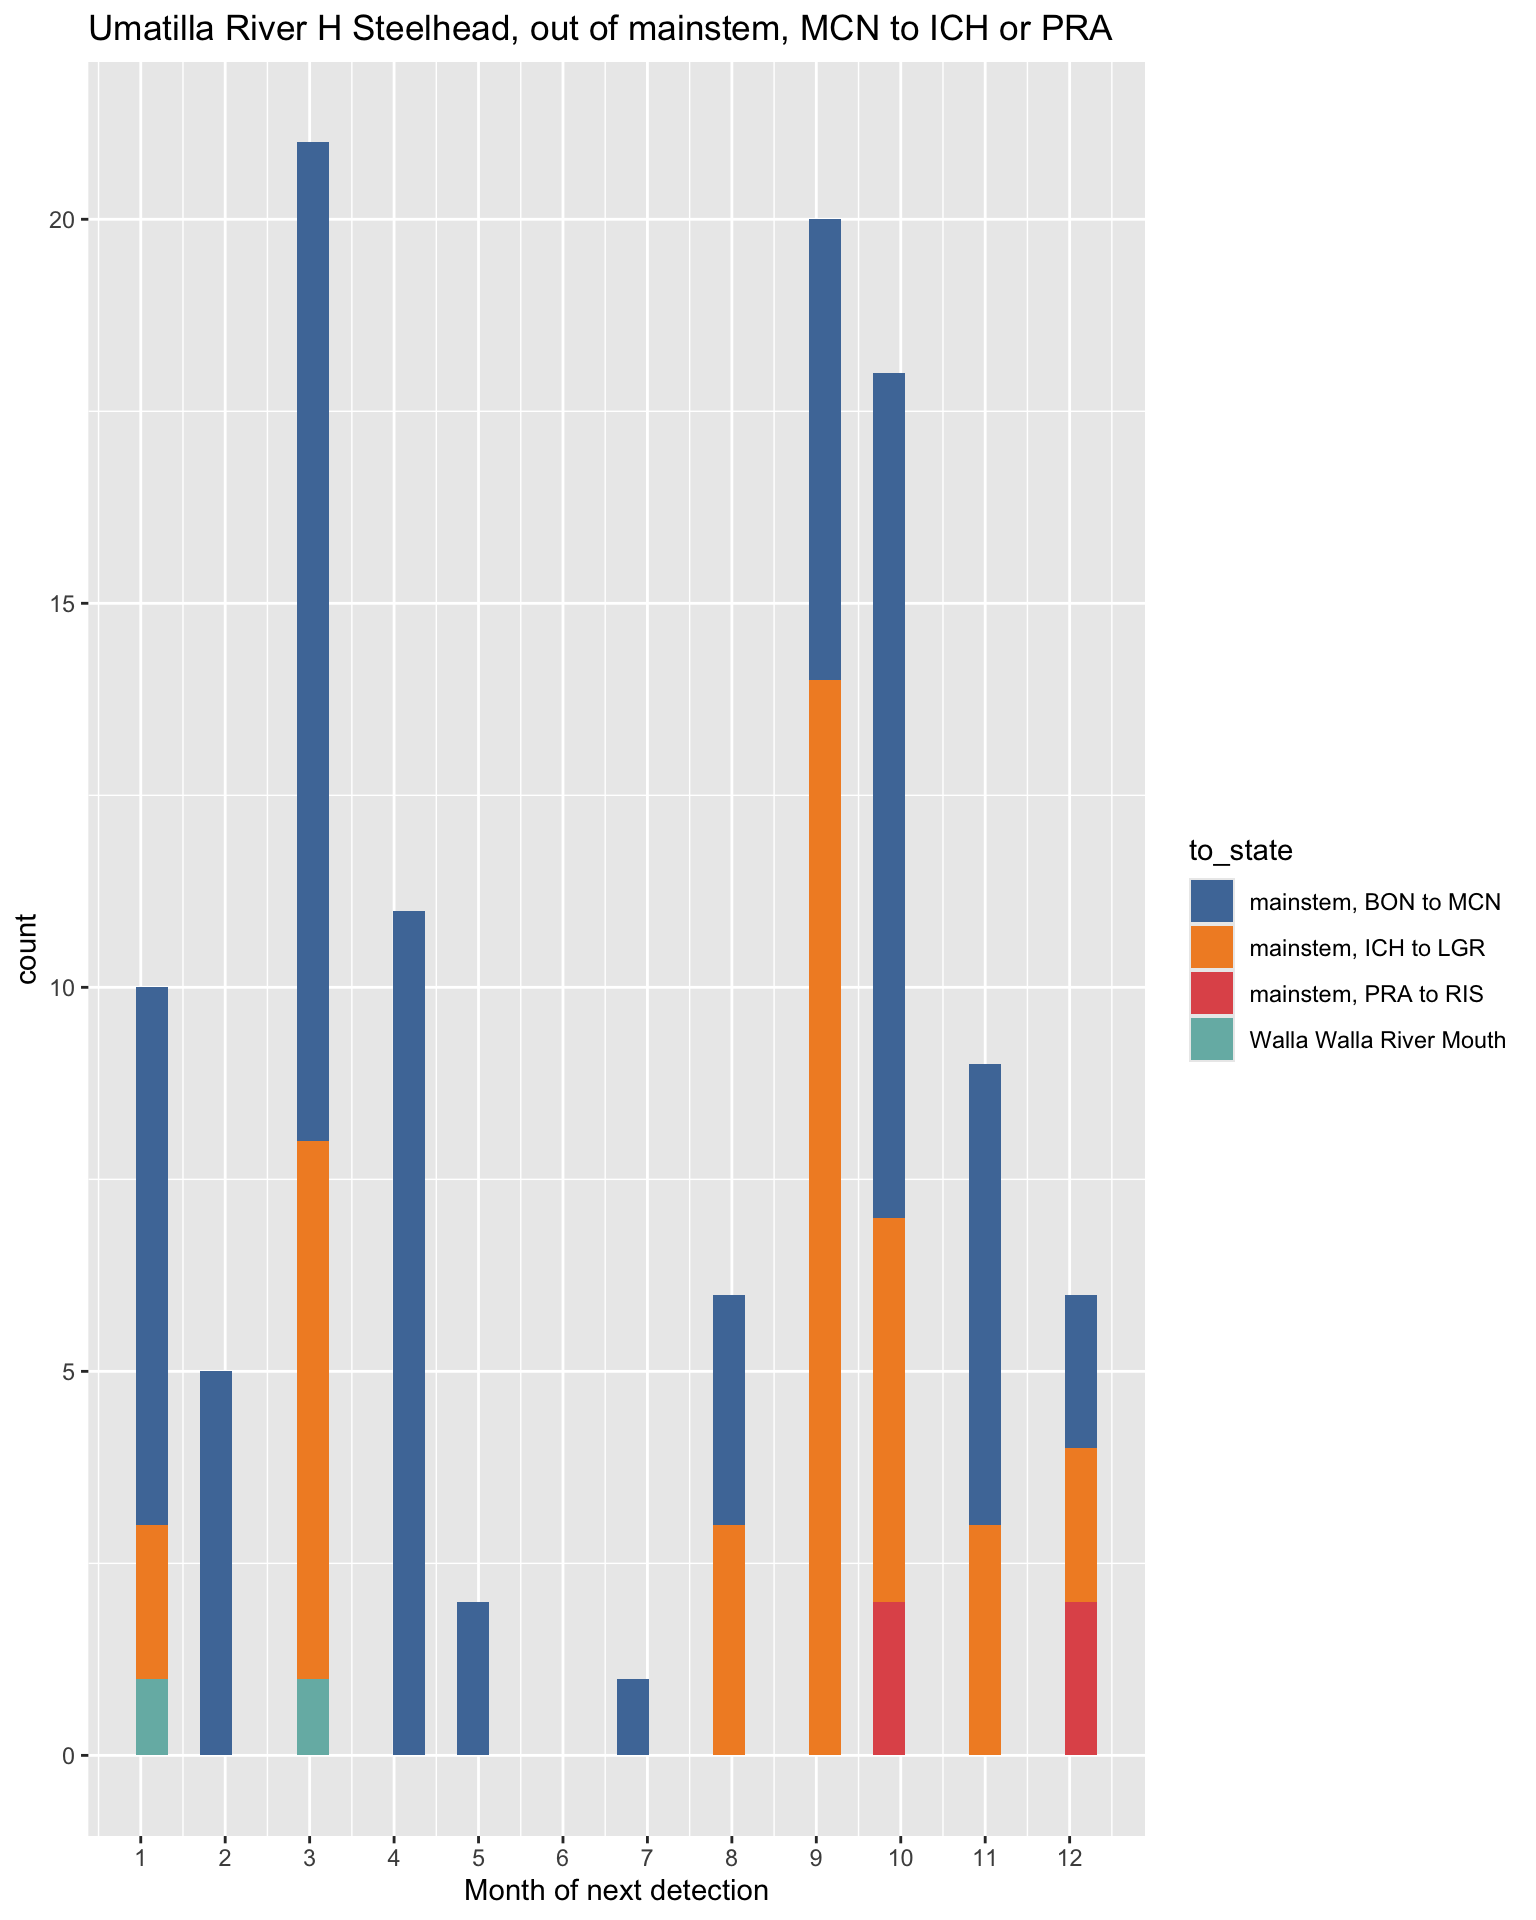 Umatilla River H Steelhead, out of mainstem, MCN to ICH or PRA
20
15
10
5
0
count
1 2 3 4 5 6 7 8 9 10 11 12
Month of next detection
to_state
mainstem, BON to MCN
mainstem, ICH to LGR
mainstem, PRA to RIS
Walla Walla River Mouth